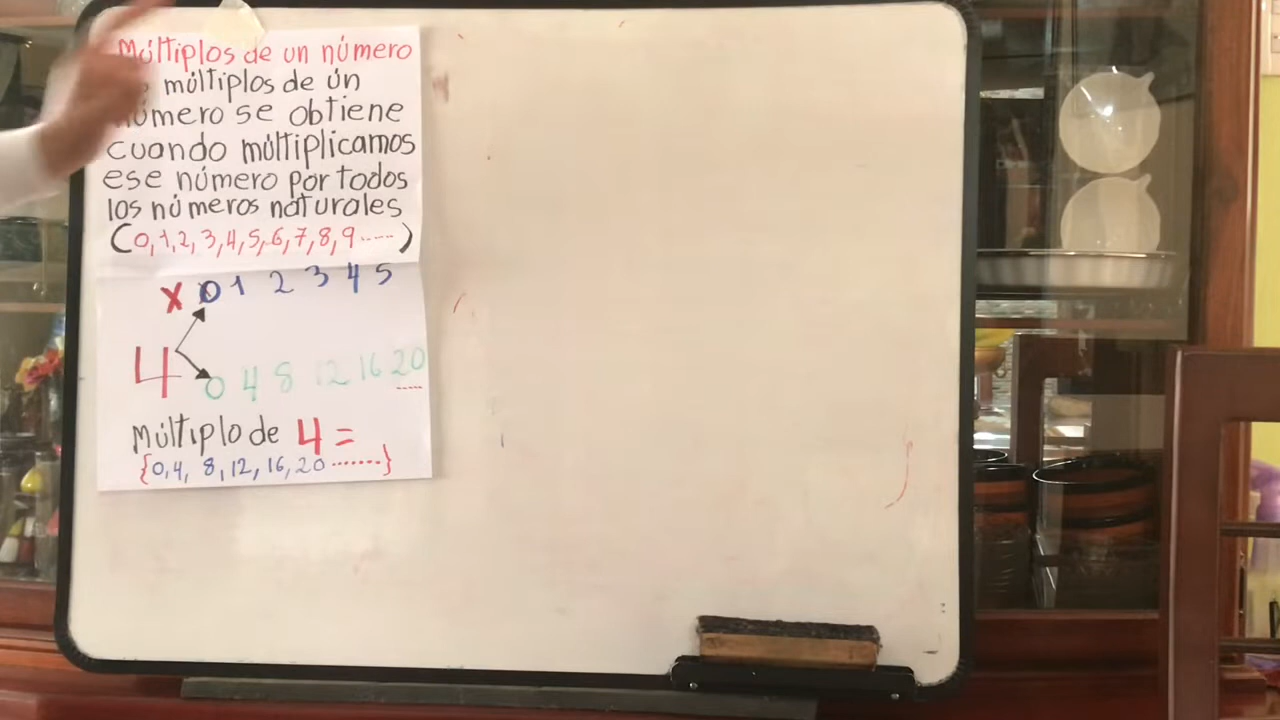 Múltiplos de un número
múltiplos de ún
número se obtiene
cuando múltiplicamos
ese número por todos
los números naturales
(0,1,2,3,4,5,6,7,8,9.....)
x 0 1 2 3 4 5
4
0 4 8 12 16 20
.....
Múltiplo de 4 =
{0,4, 8,12,16,20.......}